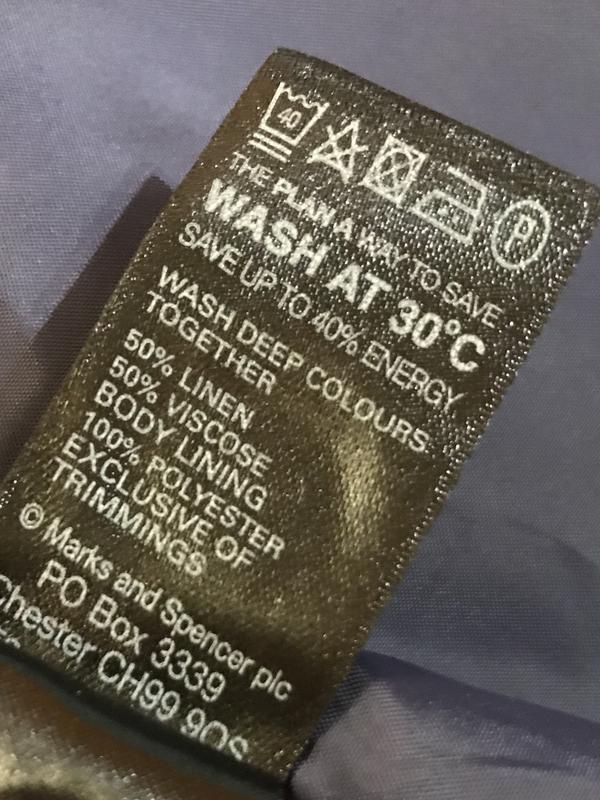 40 P
THE PLAN A WAY TO SAVE
WASH AT 30°C
SAVE UP TO 40% ENERGY
WASH DEEP COLOURS
TOGETHER
50% LINEN
50% VISCOSE
BODY LINING
100% POLYESTER
EXCLUSIVE OF
TRIMMINGS
© Marks and Spencer plc
PO Box 3339
Chester CH99 9QS